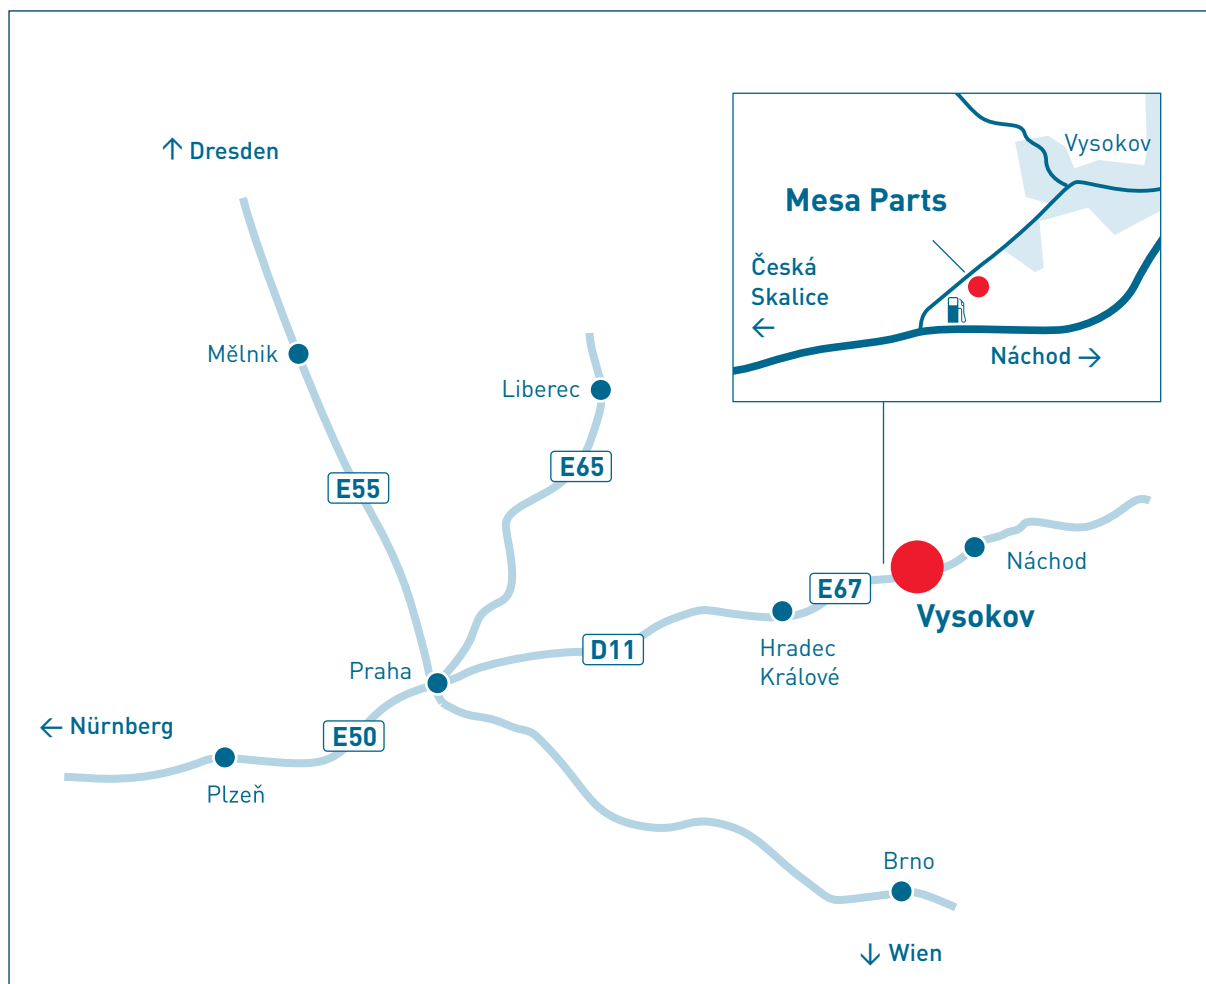 ↑ Dresden
Vysokov
Mesa Parts
Česká
Skalice
←
Náchod →
Mělnik
Liberec
E65
E55
Náchod
E67
Vysokov
D11
Hradec
Králové
Praha
← Nürnberg
E50
Plzeň
Brno
↓ Wien